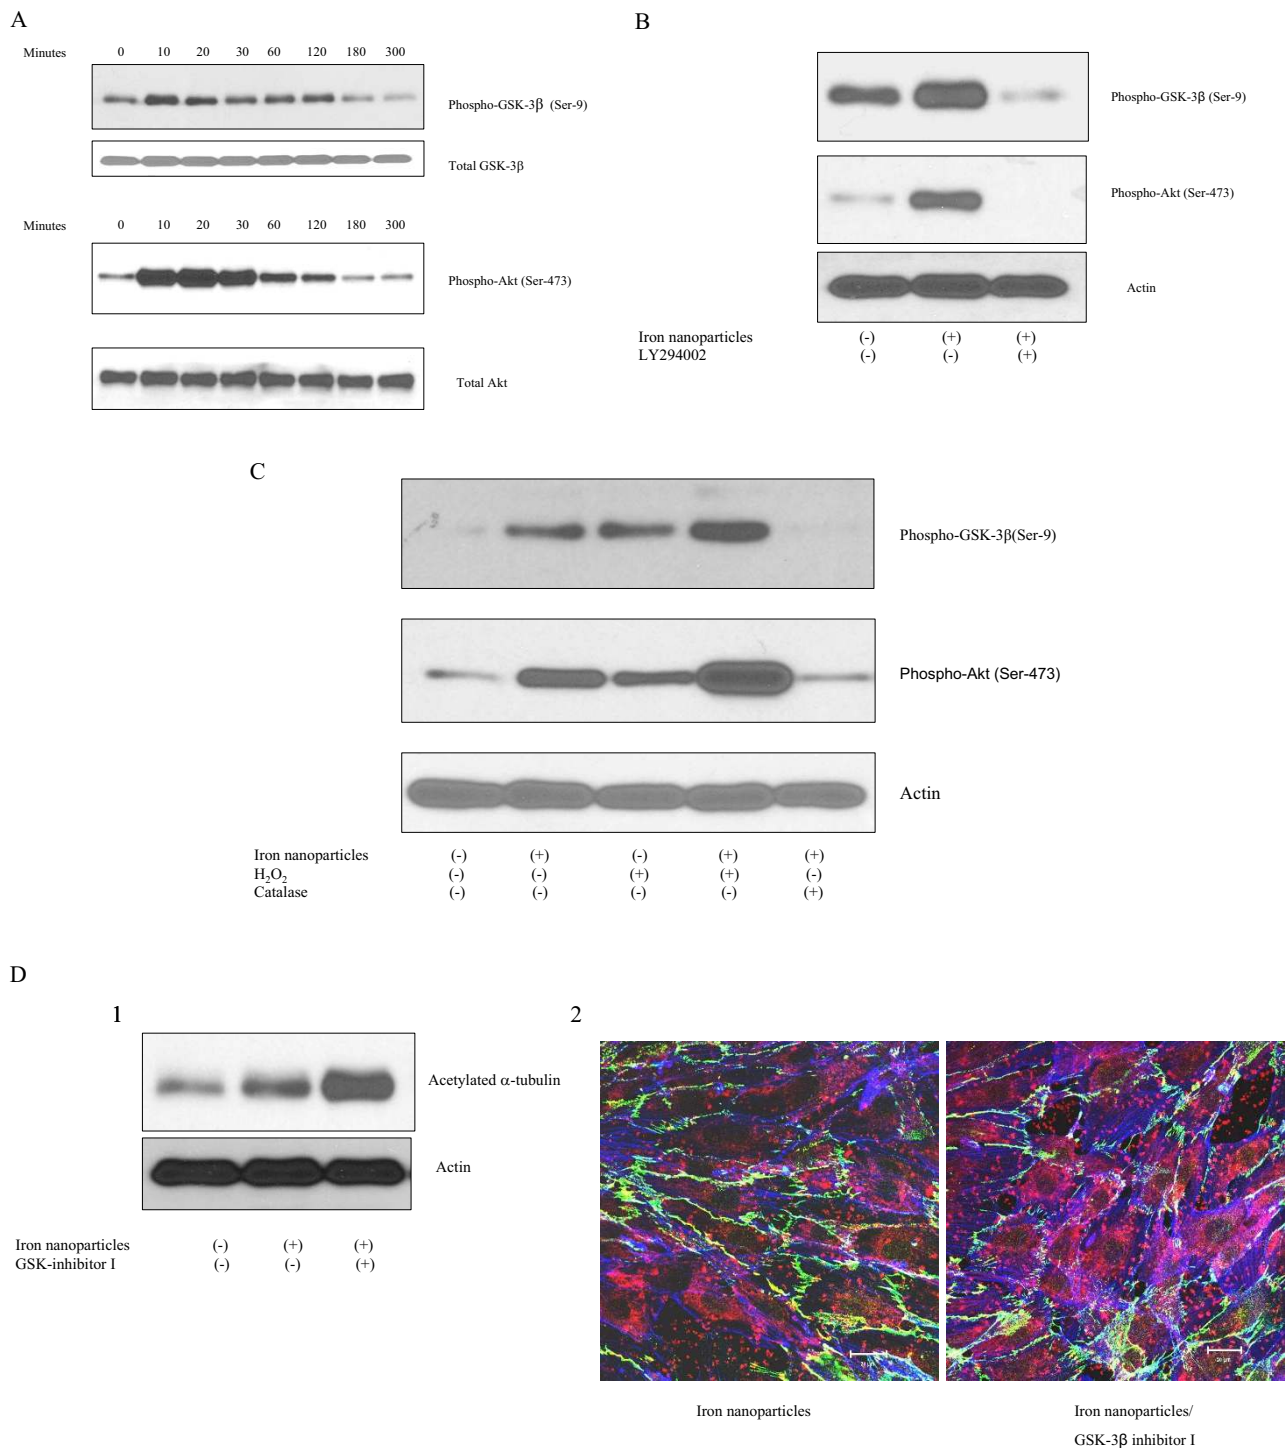 A
Minutes 0 10 20 30 60 120 180 300
Phospho-GSK-3β (Ser-9)
Total GSK-3β
Minutes 0 10 20 30 60 120 180 300
Phospho-Akt (Ser-473)
Total Akt
B
Phospho-GSK-3β (Ser-9)
Phospho-Akt (Ser-473)
Actin
Iron nanoparticles (-) (+) (+)
LY294002 (-) (-) (+)
C
Phospho-GSK-3β(Ser-9)
Phospho-Akt (Ser-473)
Actin
Iron nanoparticles (-) (+) (-) (+) (+)
H₂O₂ (-) (-) (+) (+) (-)
Catalase (-) (-) (-) (-) (+)
D
1
Acetylated α-tubulin
Actin
Iron nanoparticles (-) (+) (+)
GSK-inhibitor I (-) (-) (+)
2
Iron nanoparticles
Iron nanoparticles/
GSK-3β inhibitor I